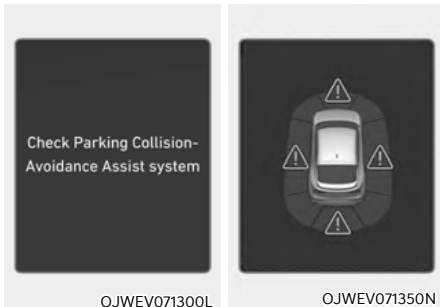 Check Parking Collision-
Avoidance Assist system
OJWEV071300L
OJWEV071350N